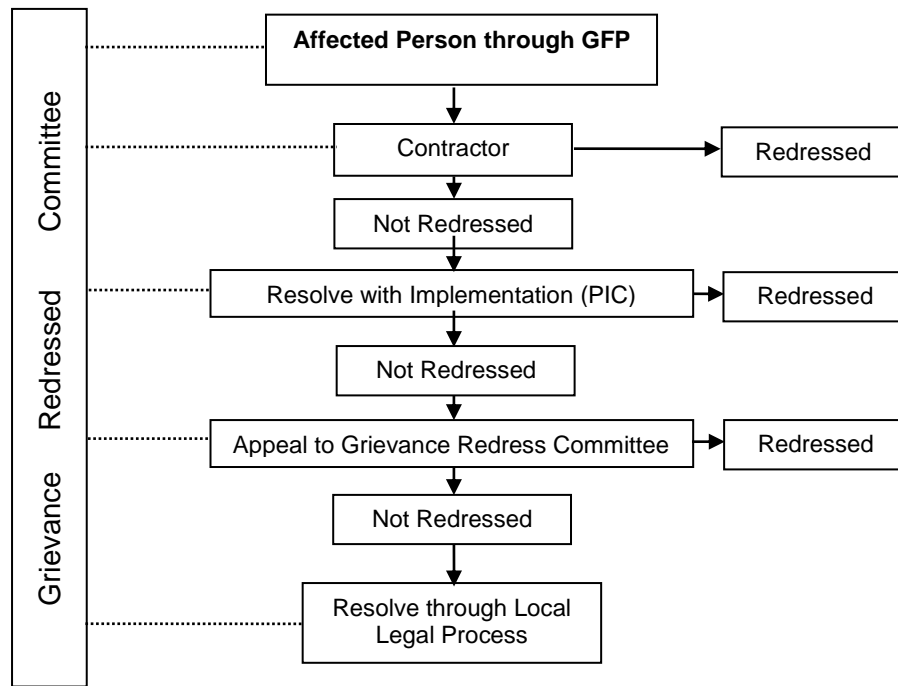 Affected Person through GFP
Contractor
Redressed
Not Redressed
Resolve with Implementation (PIC)
Redressed
Not Redressed
Appeal to Grievance Redress Committee
Redressed
Not Redressed
Resolve through Local
Legal Process
Grievance Redressed Committee